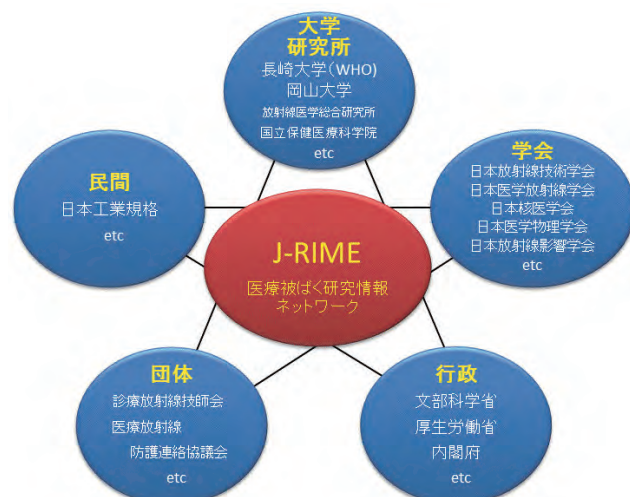 大学
研究所
長崎大学(WHO)
岡山大学
放射線医学総合研究所
国立保健医療科学院
etc
民間
日本工業規格
etc
学会
日本放射線技術学会
日本医学放射線学会
日本核医学会
日本医学物理学会
日本放射線影響学会
etc
J-RIME
医療被ばく研究情報
ネットワーク
団体
診療放射線技師会
医療放射線
防護連絡協議会
etc
行政
文部科学省
厚生労働省
内閣府
etc